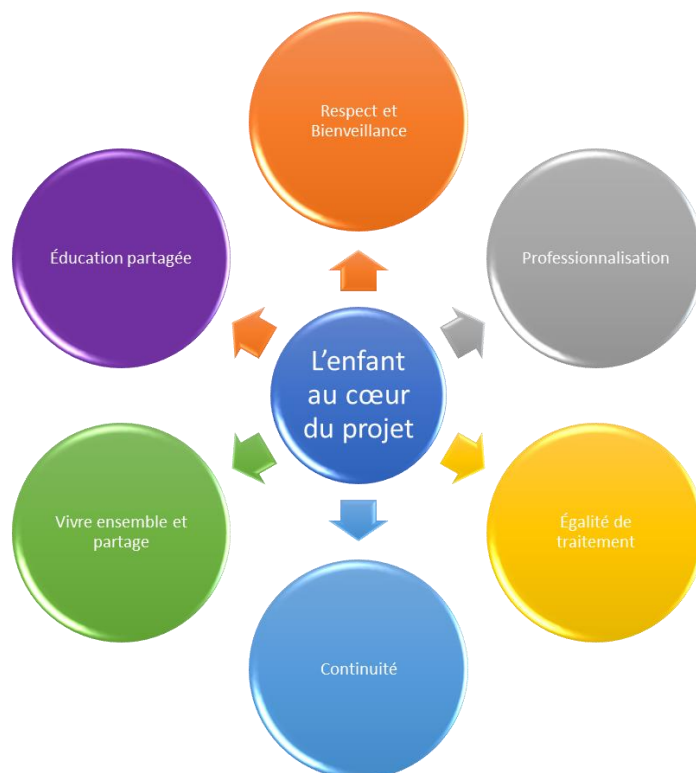 Respect et
Bienveillance
Éducation partagée
Professionnalisation
L’enfant
au cœur
du projet
Vivre ensemble et
partage
Égalité de
traitement
Continuité